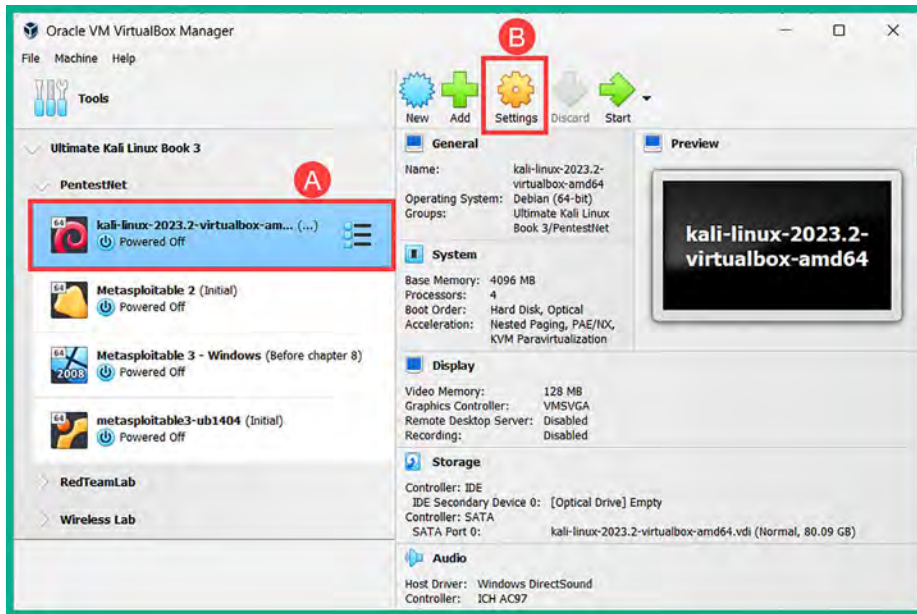 Oracle VM VirtualBox Manager
B
File Machine Help
Tools
New Add Settings Discard Start
Ultimate Kali Linux Book 3
PentestNet
A
64
kali-linux-2023.2-virtualbox-am... (...)
Powered Off
64
Metasploitable 2 (Initial)
Powered Off
64
2008
Metasploitable 3 - Windows (Before chapter 8)
Powered Off
64
metasploitable3-ub1404 (Initial)
Powered Off
RedTeamLab
Wireless Lab
General
Name: kali-linux-2023.2-
virtualbox-amd64
Operating System: Debian (64-bit)
Groups: Ultimate Kali Linux
Book 3/PentestNet
System
Base Memory: 4096 MB
Processors: 4
Boot Order: Hard Disk, Optical
Acceleration: Nested Paging, PAE/NX,
KVM Paravirtualization
Preview
kali-linux-2023.2-
virtualbox-amd64
Display
Video Memory: 128 MB
Graphics Controller: VMSVGA
Remote Desktop Server: Disabled
Recording: Disabled
Storage
Controller: IDE
IDE Secondary Device 0: [Optical Drive] Empty
Controller: SATA
SATA Port 0: kali-linux-2023.2-virtualbox-amd64.vdi (Normal, 80.09 GB)
Audio
Host Driver: Windows DirectSound
Controller: ICH AC97